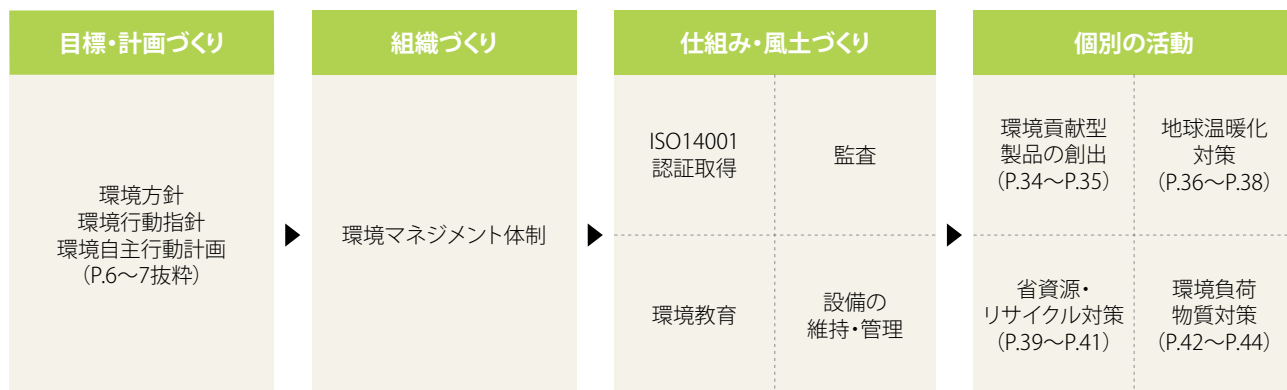 目標・計画づくり
環境方針
環境行動指針
環境自主行動計画
（P.6～7抜粋）
組織づくり
環境マネジメント体制
仕組み・風土づくり
ISO14001
認証取得
監査
環境教育
設備の
維持・管理
個別の活動
環境貢献型
製品の創出
（P.34～P.35）
地球温暖化
対策
（P.36～P.38）
省資源・
リサイクル対策
（P.39～P.41）
環境負荷
物質対策
（P.42～P.44）